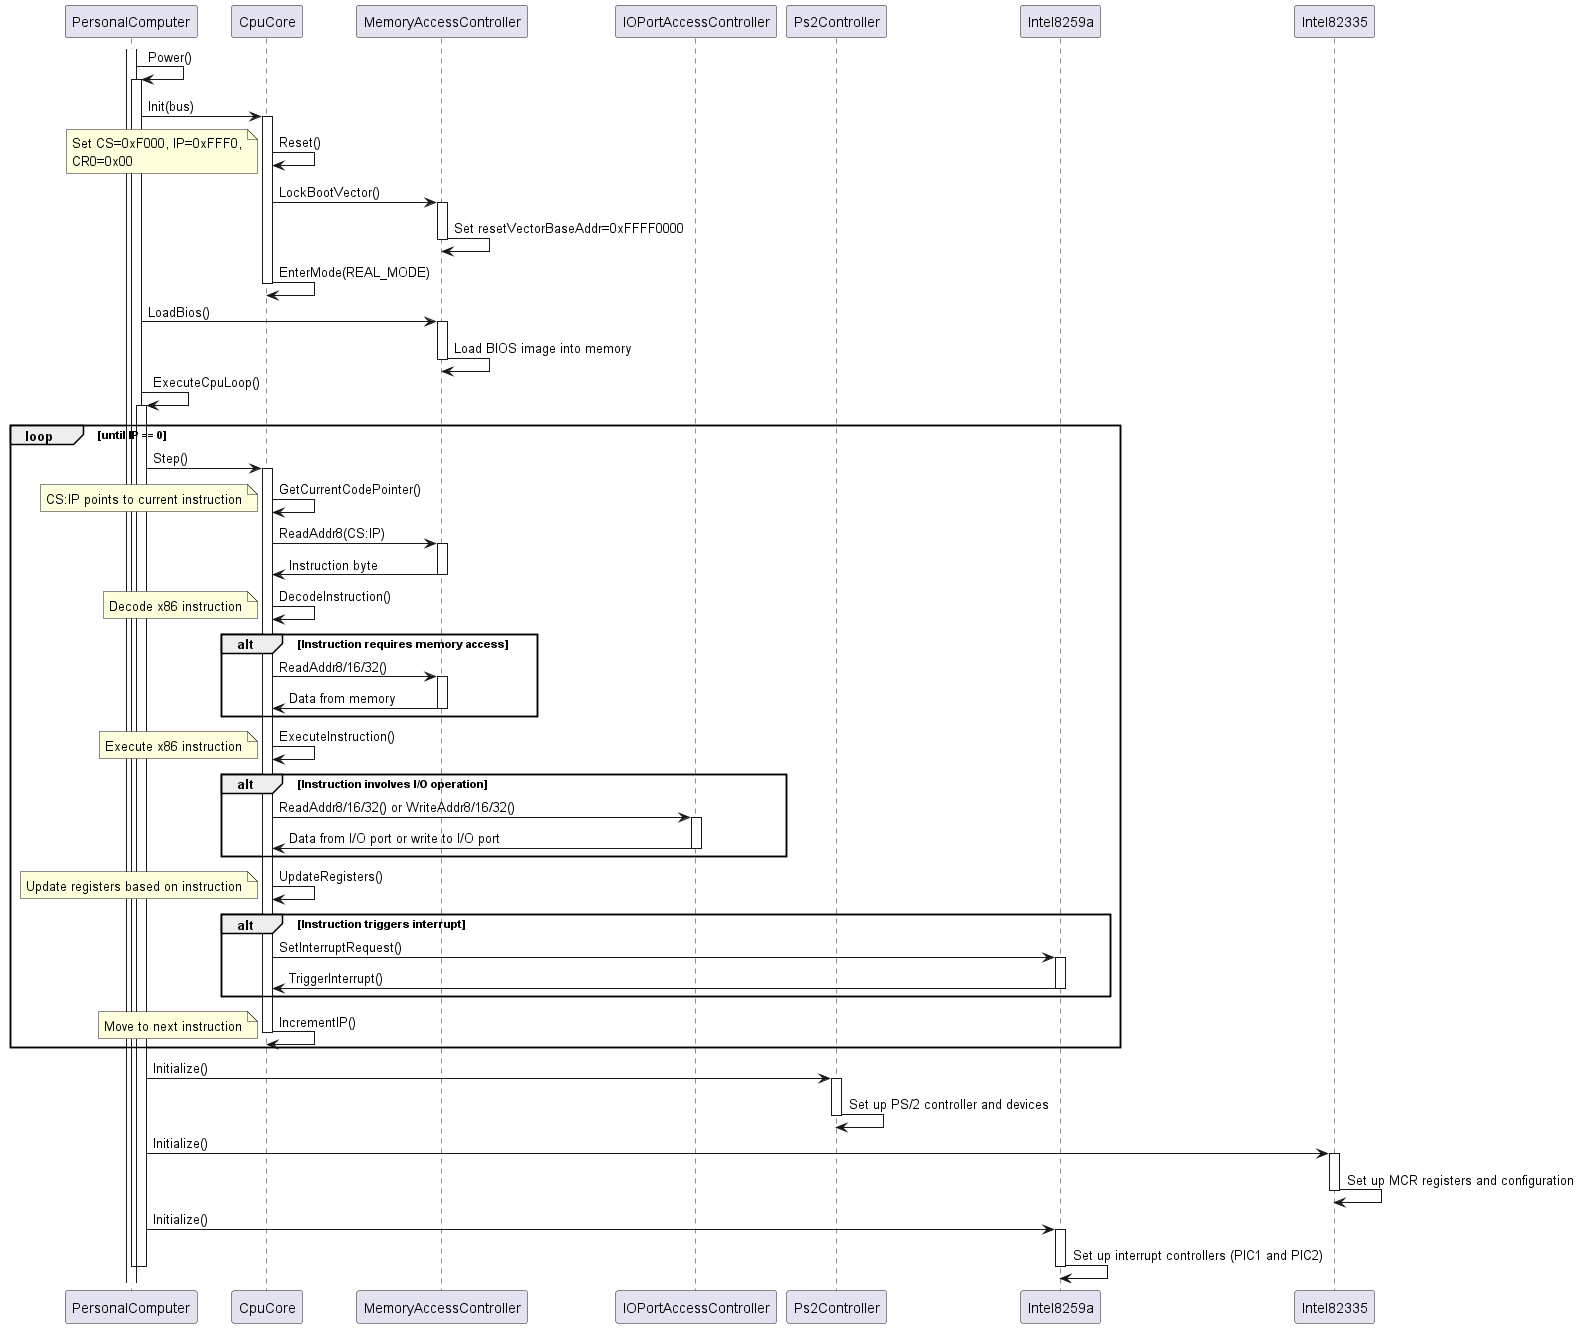 PersonalComputer
CpuCore
MemoryAccessController
IOPortAccessController
Ps2Controller
Intel8259a
Intel82335
Power()
Init(bus)
Set CS=0xF000, IP=0xFFF0,
CR0=0x00
Reset()
LockBootVector()
Set resetVectorBaseAddr=0xFFFF0000
EnterMode(REAL_MODE)
LoadBios()
Load BIOS image into memory
ExecuteCpuLoop()
loop
[until IP == 0]
Step()
CS:IP points to current instruction
GetCurrentCodePointer()
ReadAddr8(CS:IP)
Instruction byte
Decode x86 instruction
DecodeInstruction()
alt
[Instruction requires memory access]
ReadAddr8/16/32()
Data from memory
Execute x86 instruction
ExecuteInstruction()
alt
[Instruction involves I/O operation]
ReadAddr8/16/32() or WriteAddr8/16/32()
Data from I/O port or write to I/O port
Update registers based on instruction
UpdateRegisters()
alt
[Instruction triggers interrupt]
SetInterruptRequest()
TriggerInterrupt()
Move to next instruction
IncrementIP()
Initialize()
Set up PS/2 controller and devices
Initialize()
Set up MCR registers and configuration
Initialize()
Set up interrupt controllers (PIC1 and PIC2)
PersonalComputer
CpuCore
MemoryAccessController
IOPortAccessController
Ps2Controller
Intel8259a
Intel82335